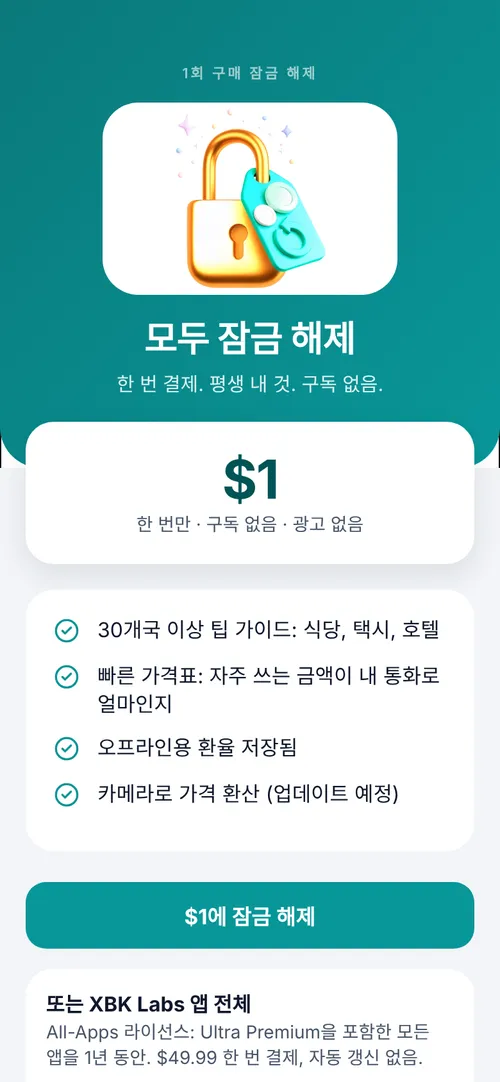 1회 구매 잠금 해제
모두 잠금 해제
한 번 결제. 평생 내 것. 구독 없음.
$1
한 번만 · 구독 없음 · 광고 없음
30개국 이상 팁 가이드: 식당, 택시, 호텔
빠른 가격표: 자주 쓰는 금액이 내 통화로
얼마인지
오프라인용 환율 저장됨
카메라로 가격 환산 (업데이트 예정)
$1에 잠금 해제
또는 XBK Labs 앱 전체
All-Apps 라이선스: Ultra Premium을 포함한 모든
앱을 1년 동안. $49.99 한 번 결제, 자동 갱신 없음.